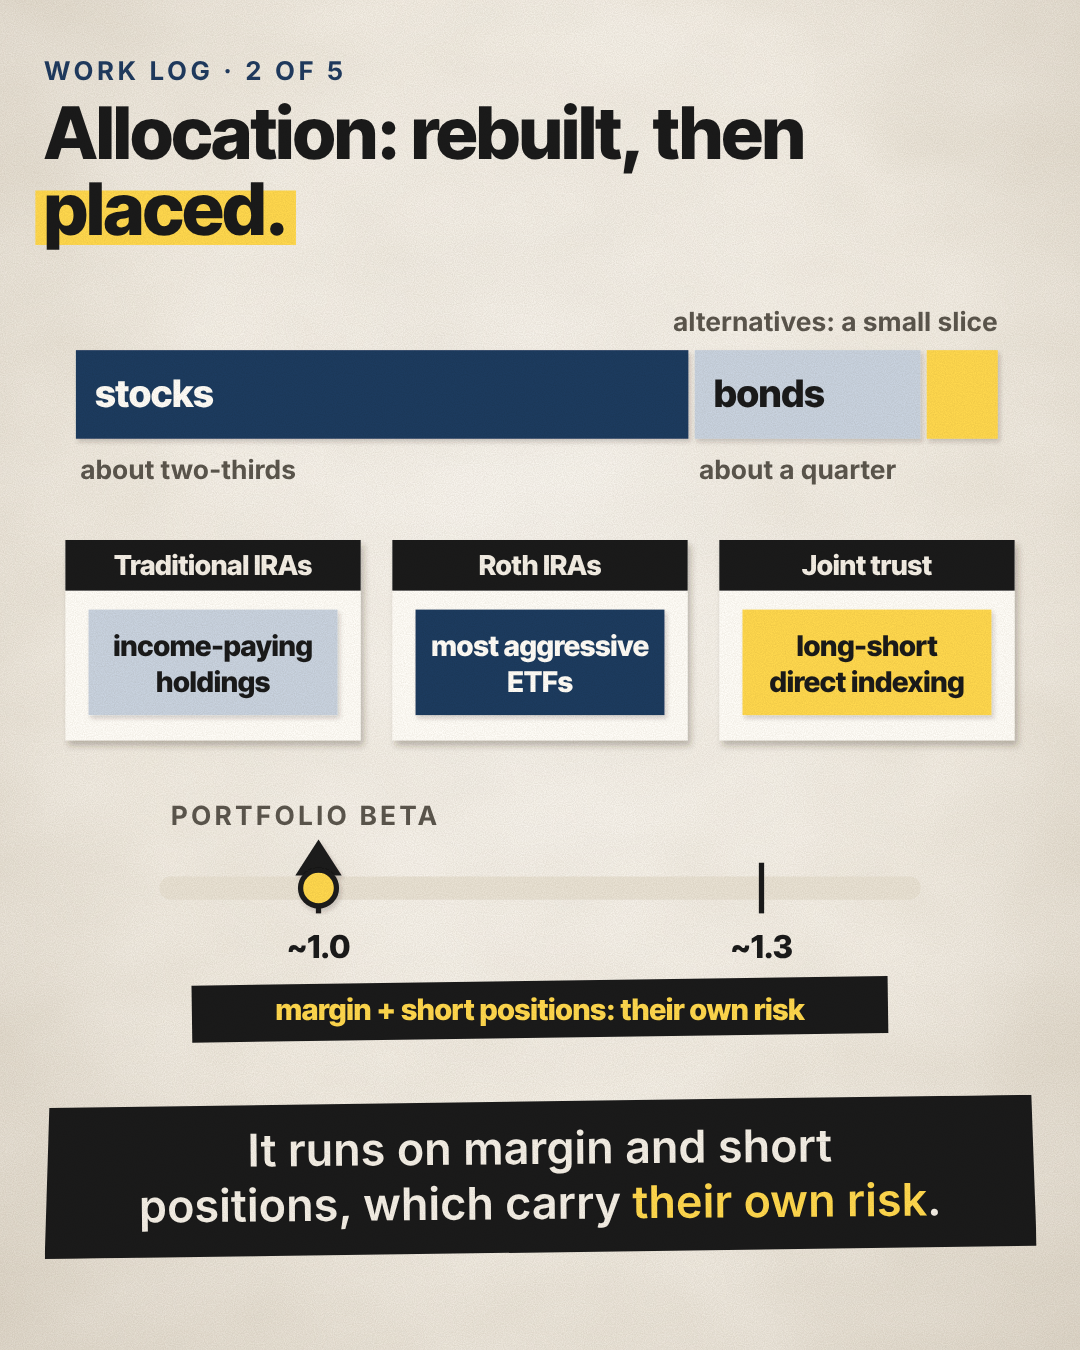 WORK LOG · 2 OF 5
Allocation: rebuilt, then
placed.
alternatives: a small slice
stocks
bonds
about two-thirds
about a quarter
Traditional IRAs
income-paying
holdings
Roth IRAs
most aggressive
ETFs
Joint trust
long-short
direct indexing
PORTFOLIO BETA
~1.0
~1.3
margin + short positions: their own risk
It runs on margin and short
positions, which carry their own risk.